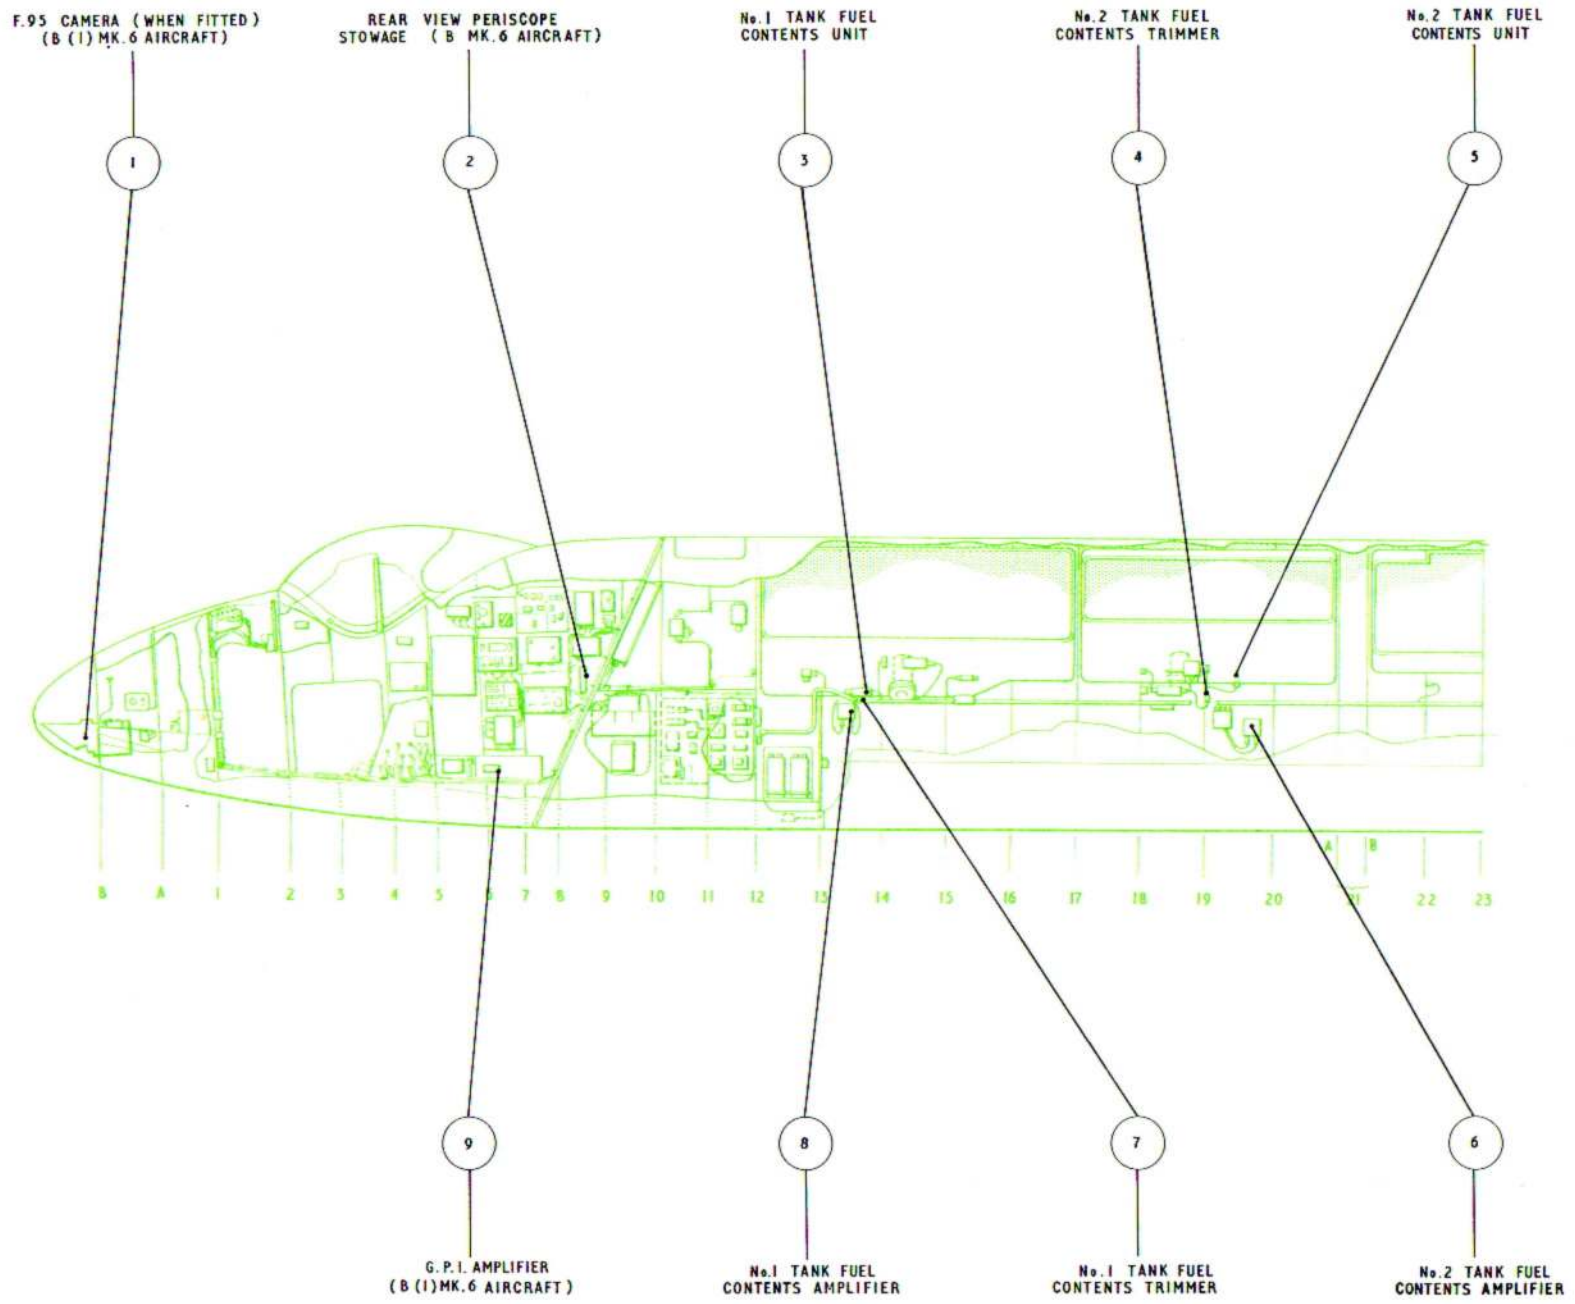 F.95 CAMERA (WHEN FITTED)
(B (I) MK.6 AIRCRAFT)
REAR VIEW PERISCOPE
STOWAGE (B MK.6 AIRCRAFT)
No.1 TANK FUEL
CONTENTS UNIT
No.2 TANK FUEL
CONTENTS TRIMMER
No.2 TANK FUEL
CONTENTS UNIT
1
2
3
4
5
A B
B A 1 2 3 4 5 6 7 8 9 10 11 12 13 14 15 16 17 18 19 20 21 22 23
9
8
7
6
G.P.I. AMPLIFIER
(B (I) MK.6 AIRCRAFT)
No.1 TANK FUEL
CONTENTS AMPLIFIER
No.1 TANK FUEL
CONTENTS TRIMMER
No.2 TANK FUEL
CONTENTS AMPLIFIER